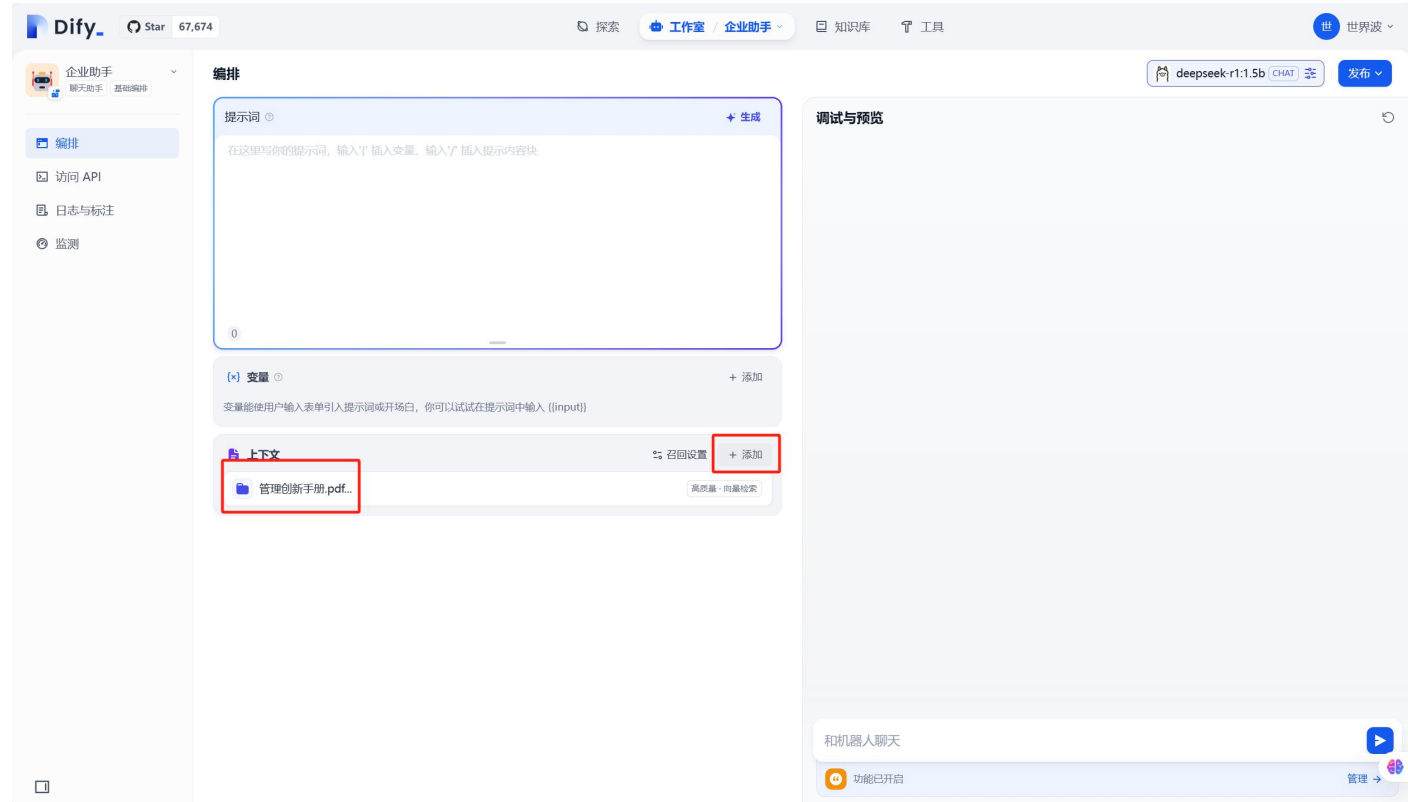 Dify_
Star 67,674
探索
工作室 / 企业助手
知识库
工具
世
世界波
企业助手
聊天助手 基础编排
编排
访问 API
日志与标注
监测
编排
deepseek-r1:1.5b CHAT
发布
提示词
生成
在这里写你的提示词，输入'{' 插入变量、输入'/' 插入提示内容块
0
{×} 变量
+ 添加
变量能使用户输入表单引入提示词或开场白，你可以试试在提示词中输入 {{input}}
上下文
召回设置
+ 添加
管理创新手册.pdf...
高质量 · 向量检索
调试与预览
和机器人聊天
功能已开启
管理 →